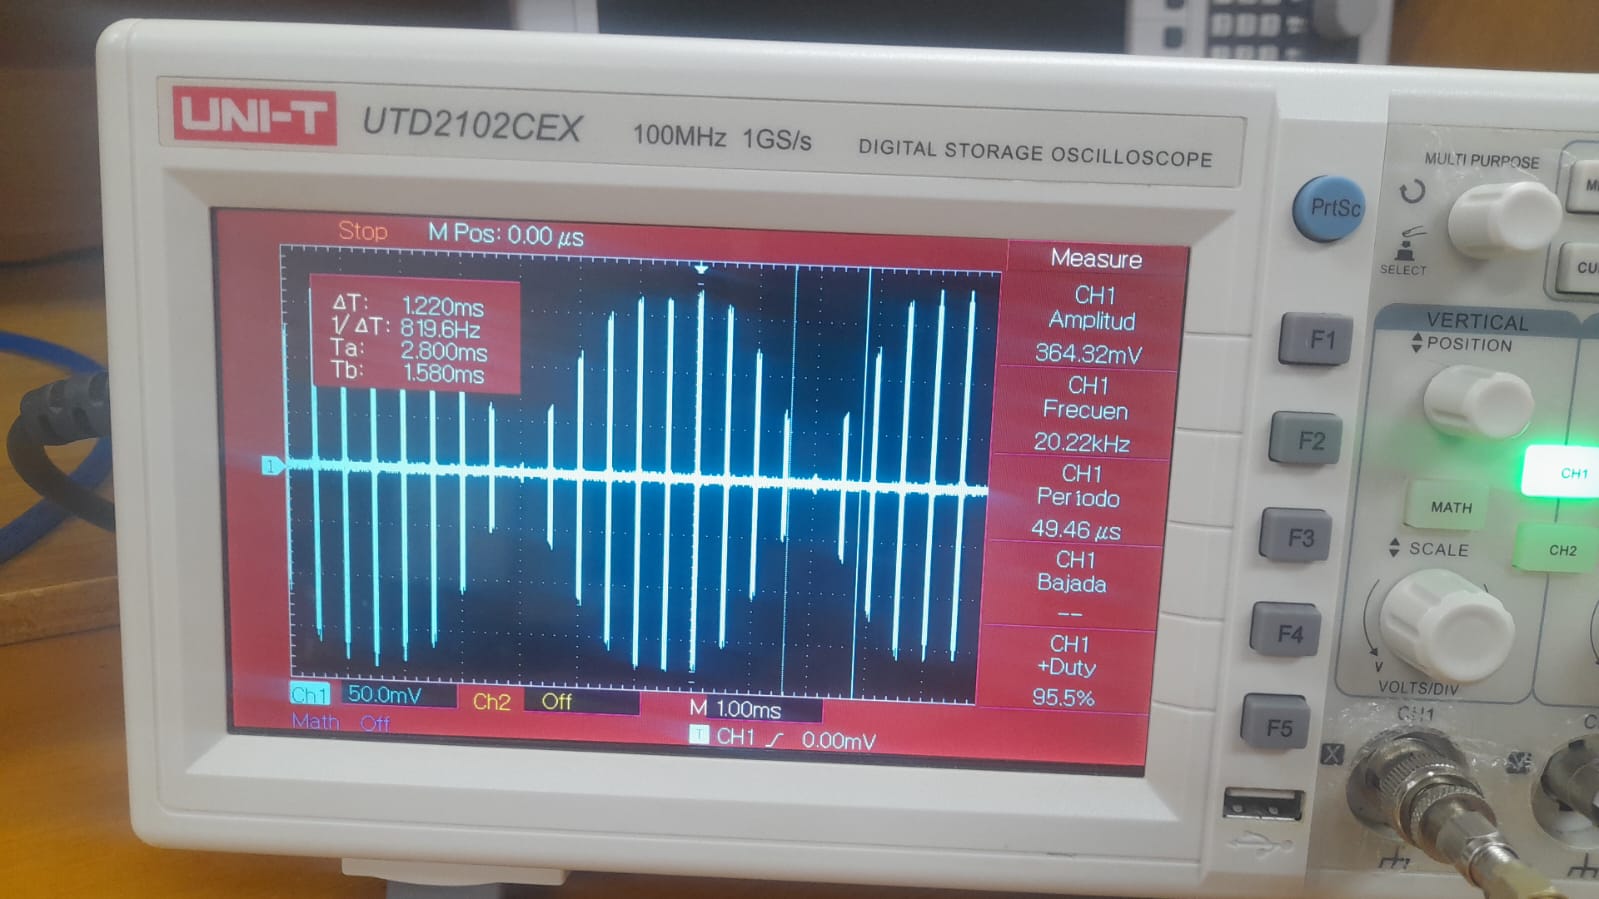 UNI-T UTD2102CEX 100MHz 1GS/s DIGITAL STORAGE OSCILLOSCOPE
Stop M Pos: 0.00 µs
ΔT: 1.220ms
1/ΔT: 819.6Hz
Ta: 2.800ms
Tb: 1.580ms
1
Measure
CH1
Amplitud
364.32mV
CH1
Frecuen
20.22kHz
CH1
Período
49.46 µs
CH1
Bajada
--
CH1
+Duty
95.5%
Ch1 50.0mV Ch2 Off M 1.00ms
Math Off T CH1 0.00mV
PrtSc
F1
F2
F3
F4
F5
MULTI PURPOSE
SELECT
VERTICAL
POSITION
CH1
MATH
CH2
SCALE
V
VOLTS/DIV
CH1
X